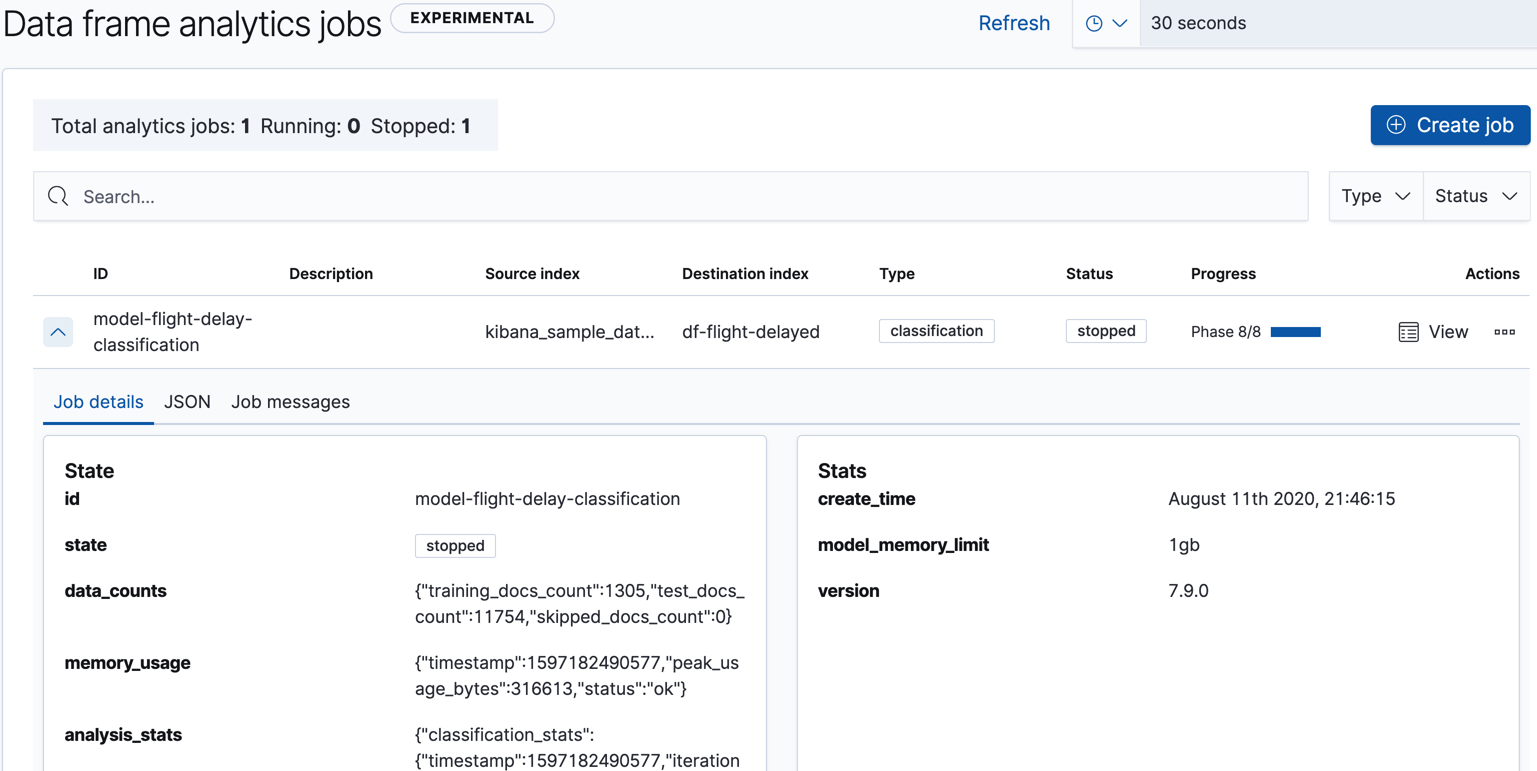 Data frame analytics jobs EXPERIMENTAL Refresh 30 seconds
Total analytics jobs: 1 Running: 0 Stopped: 1 Create job
Search... Type Status
ID Description Source index Destination index Type Status Progress Actions
model-flight-delay-
classification kibana_sample_dat... df-flight-delayed classification stopped Phase 8/8 View
Job details JSON Job messages
State
id model-flight-delay-classification
state stopped
data_counts {"training_docs_count":1305,"test_docs_
count":11754,"skipped_docs_count":0}
memory_usage {"timestamp":1597182490577,"peak_us
age_bytes":316613,"status":"ok"}
analysis_stats {"classification_stats":
{"timestamp":1597182490577,"iteration
Stats
create_time August 11th 2020, 21:46:15
model_memory_limit 1gb
version 7.9.0